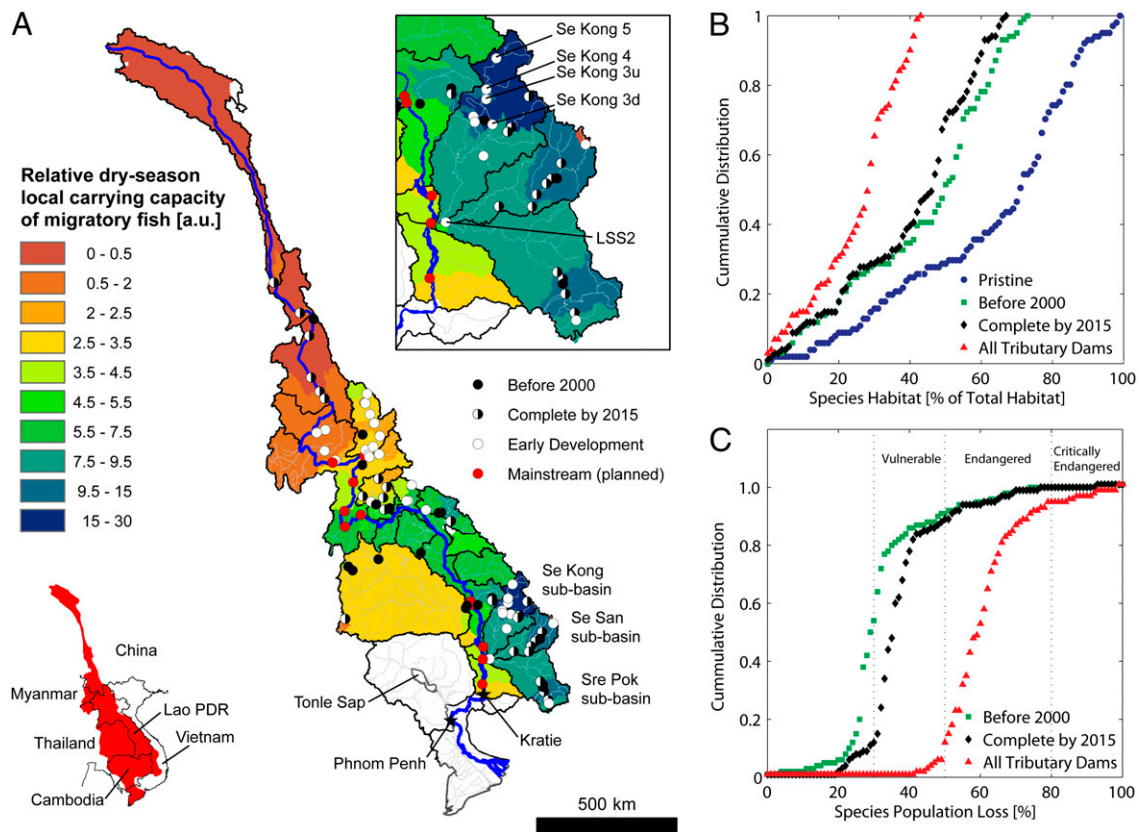 A
Relative dry-season
local carrying capacity
of migratory fish [a.u.]
0 - 0.5
0.5 - 2
2 - 2.5
2.5 - 3.5
3.5 - 4.5
4.5 - 5.5
5.5 - 7.5
7.5 - 9.5
9.5 - 15
15 - 30
Se Kong 5
Se Kong 4
Se Kong 3u
Se Kong 3d
LSS2
Before 2000
Complete by 2015
Early Development
Mainstream (planned)
Se Kong
sub-basin
Se San
sub-basin
Sre Pok
sub-basin
Tonle Sap
Kratie
Phnom Penh
500 km
China
Myanmar
Lao PDR
Thailand
Vietnam
Cambodia
B
Cummulative Distribution
1
0.8
0.6
0.4
0.2
0
0
20
40
60
80
100
Species Habitat [% of Total Habitat]
Pristine
Before 2000
Complete by 2015
All Tributary Dams
C
Cummulative Distribution
1.0
0.8
0.6
0.4
0.2
0
0
20
40
60
80
100
Species Population Loss [%]
Vulnerable
Endangered
Critically
Endangered
Before 2000
Complete by 2015
All Tributary Dams